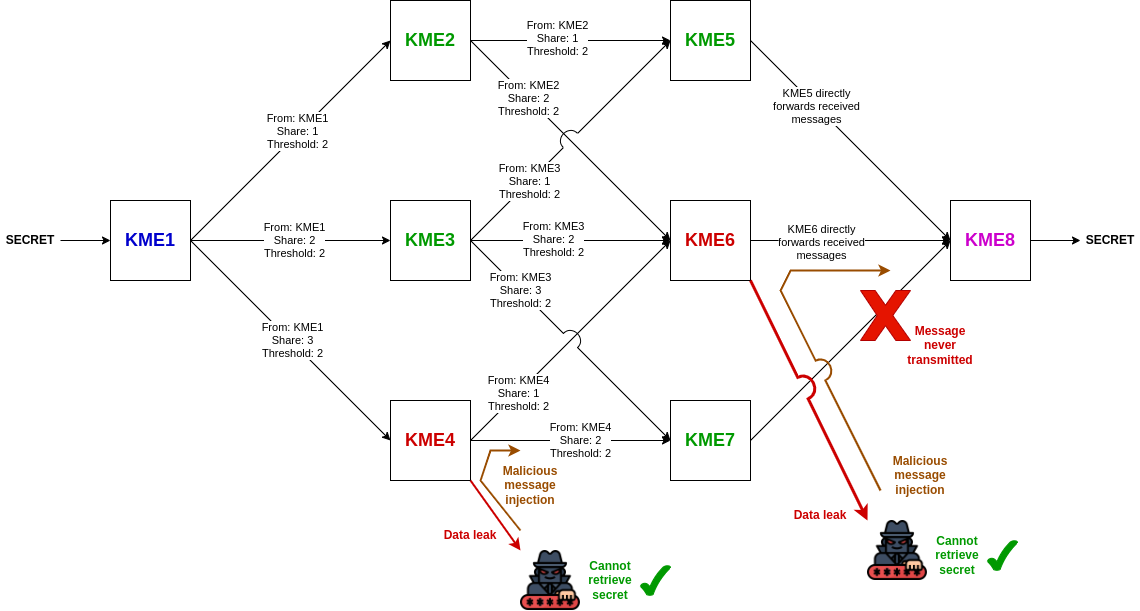 KME2
From: KME2
Share: 1
Threshold: 2
KME5
From: KME2
Share: 2
Threshold: 2
KME5 directly
forwards received
messages
From: KME1
Share: 1
Threshold: 2
From: KME3
Share: 1
Threshold: 2
SECRET
KME1
From: KME1
Share: 2
Threshold: 2
KME3
From: KME3
Share: 2
Threshold: 2
KME6
KME6 directly
forwards received
messages
KME8
SECRET
From: KME3
Share: 3
Threshold: 2
From: KME1
Share: 3
Threshold: 2
Message
never
transmitted
From: KME4
Share: 1
Threshold: 2
KME4
From: KME4
Share: 2
Threshold: 2
KME7
Malicious
message
injection
Malicious
message
injection
Data leak
Data leak
Cannot
retrieve
secret
Cannot
retrieve
secret